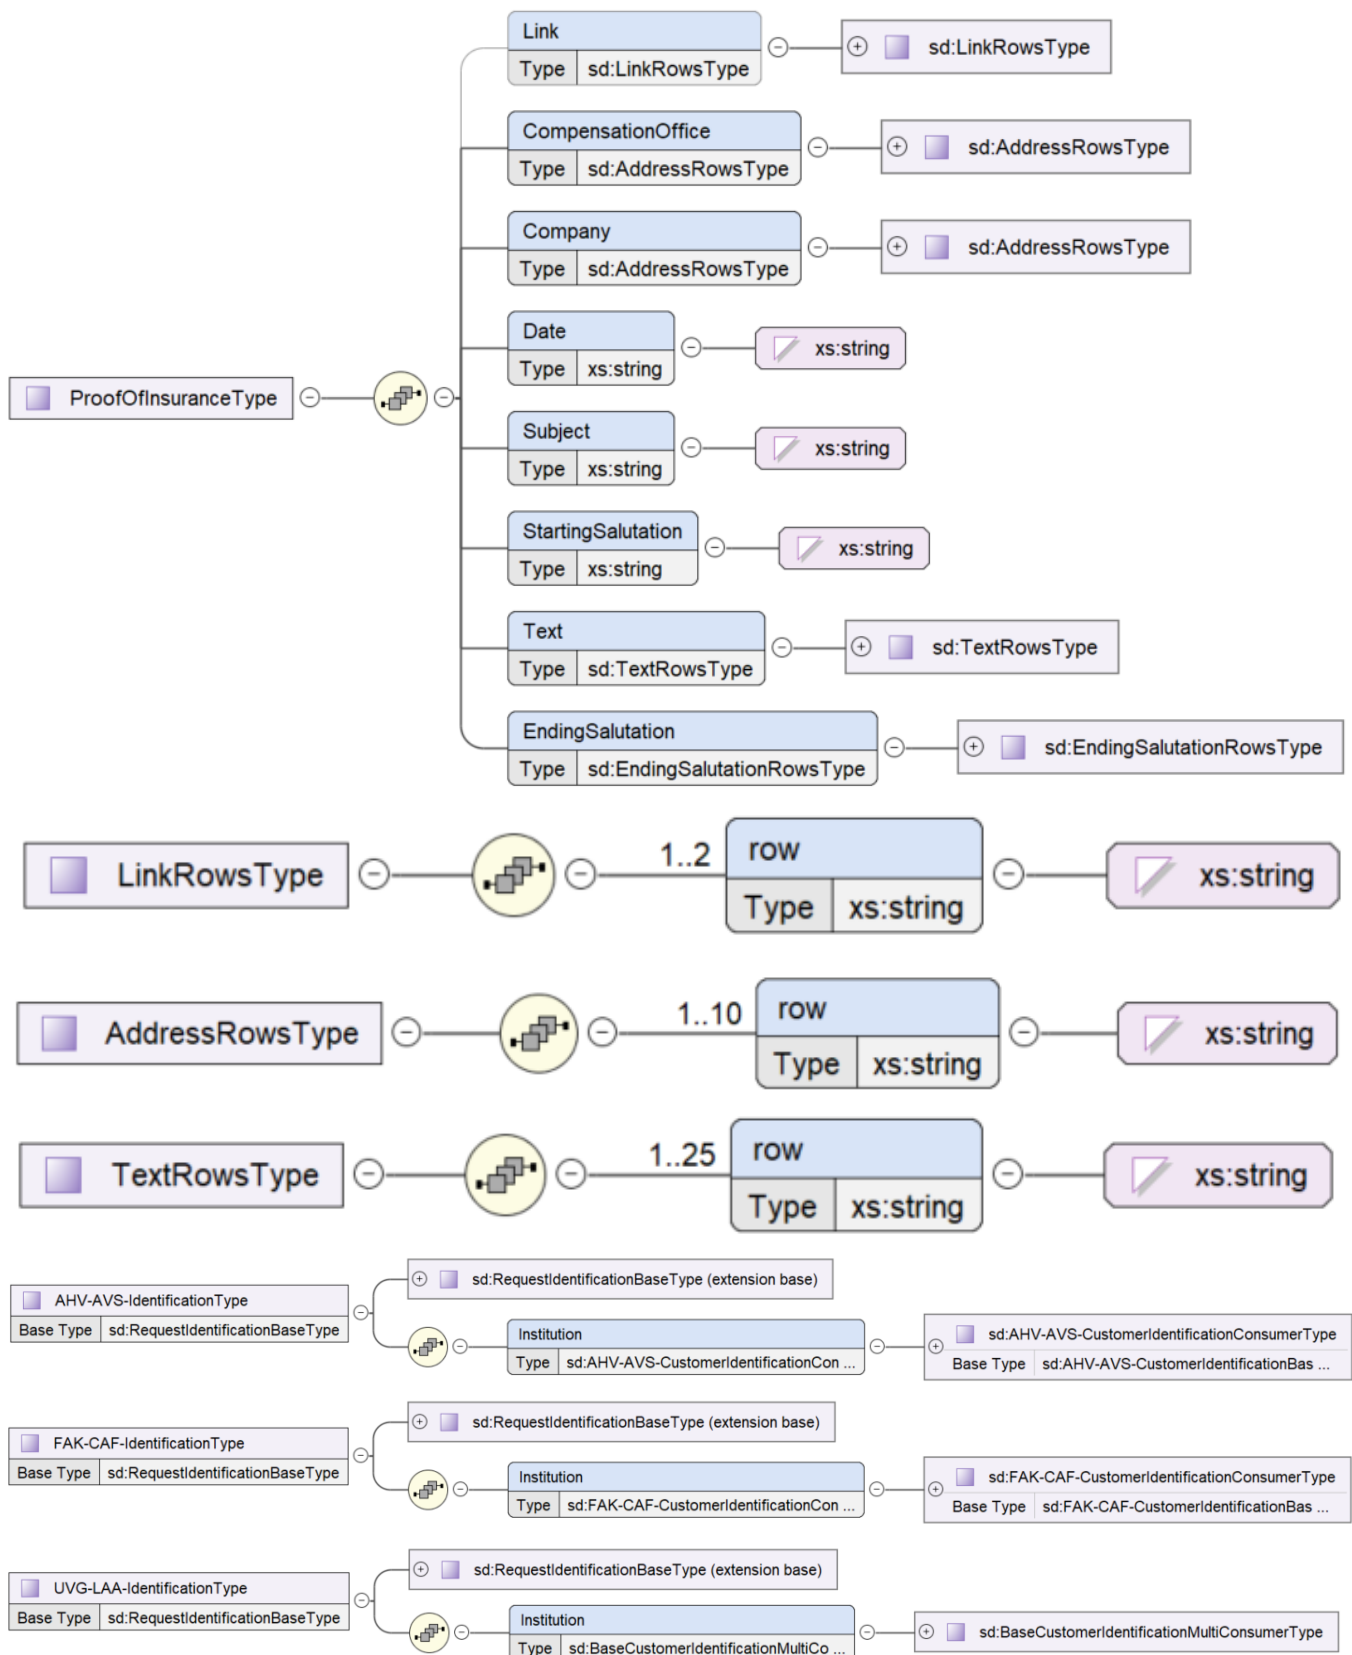 Link
Type sd:LinkRowsType
sd:LinkRowsType
CompensationOffice
Type sd:AddressRowsType
sd:AddressRowsType
Company
Type sd:AddressRowsType
sd:AddressRowsType
Date
Type xs:string
xs:string
ProofOfInsuranceType
Subject
Type xs:string
xs:string
StartingSalutation
Type xs:string
xs:string
Text
Type sd:TextRowsType
sd:TextRowsType
EndingSalutation
Type sd:EndingSalutationRowsType
sd:EndingSalutationRowsType
LinkRowsType
1..2
row
Type xs:string
xs:string
AddressRowsType
1..10
row
Type xs:string
xs:string
TextRowsType
1..25
row
Type xs:string
xs:string
AHV-AVS-IdentificationType
Base Type sd:RequestIdentificationBaseType
sd:RequestIdentificationBaseType (extension base)
Institution
Type sd:AHV-AVS-CustomerIdentificationCon ...
sd:AHV-AVS-CustomerIdentificationConsumerType
Base Type sd:AHV-AVS-CustomerIdentificationBas ...
FAK-CAF-IdentificationType
Base Type sd:RequestIdentificationBaseType
sd:RequestIdentificationBaseType (extension base)
Institution
Type sd:FAK-CAF-CustomerIdentificationCon ...
sd:FAK-CAF-CustomerIdentificationConsumerType
Base Type sd:FAK-CAF-CustomerIdentificationBas ...
UVG-LAA-IdentificationType
Base Type sd:RequestIdentificationBaseType
sd:RequestIdentificationBaseType (extension base)
Institution
Type sd:BaseCustomerIdentificationMultiCo ...
sd:BaseCustomerIdentificationMultiConsumerType